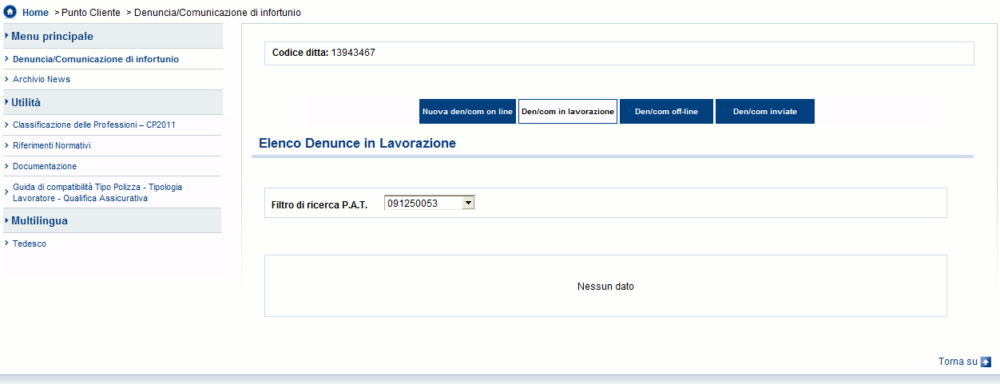 Home > Punto Cliente > Denuncia/Comunicazione di infortunio
Menu principale
Denuncia/Comunicazione di infortunio
Archivio News
Utilità
Classificazione delle Professioni – CP2011
Riferimenti Normativi
Documentazione
Guida di compatibilità Tipo Polizza - Tipologia
Lavoratore - Qualifica Assicurativa
Multilingua
Tedesco
Codice ditta: 13943467
Nuova den/com on line Den/com in lavorazione Den/com off-line Den/com inviate
Elenco Denunce in Lavorazione
Filtro di ricerca P.A.T. 091250053
Nessun dato
Torna su